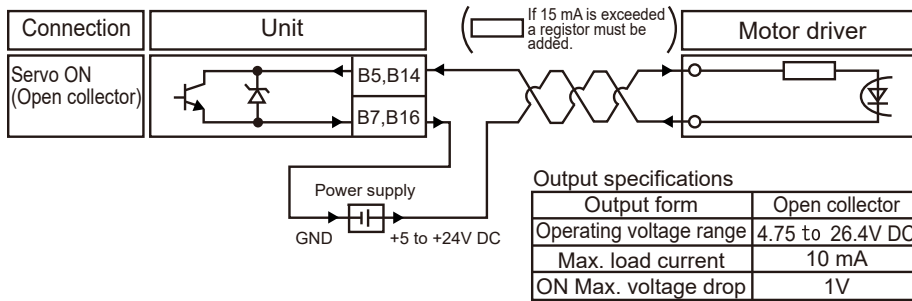 Connection
Unit
If 15 mA is exceeded
a registor must be
added.
Motor driver
Servo ON
(Open collector)
B5,B14
B7,B16
Power supply
GND
+5 to +24V DC
Output specifications
Output form Open collector
Operating voltage range 4.75 to 26.4V DC
Max. load current 10 mA
ON Max. voltage drop 1V